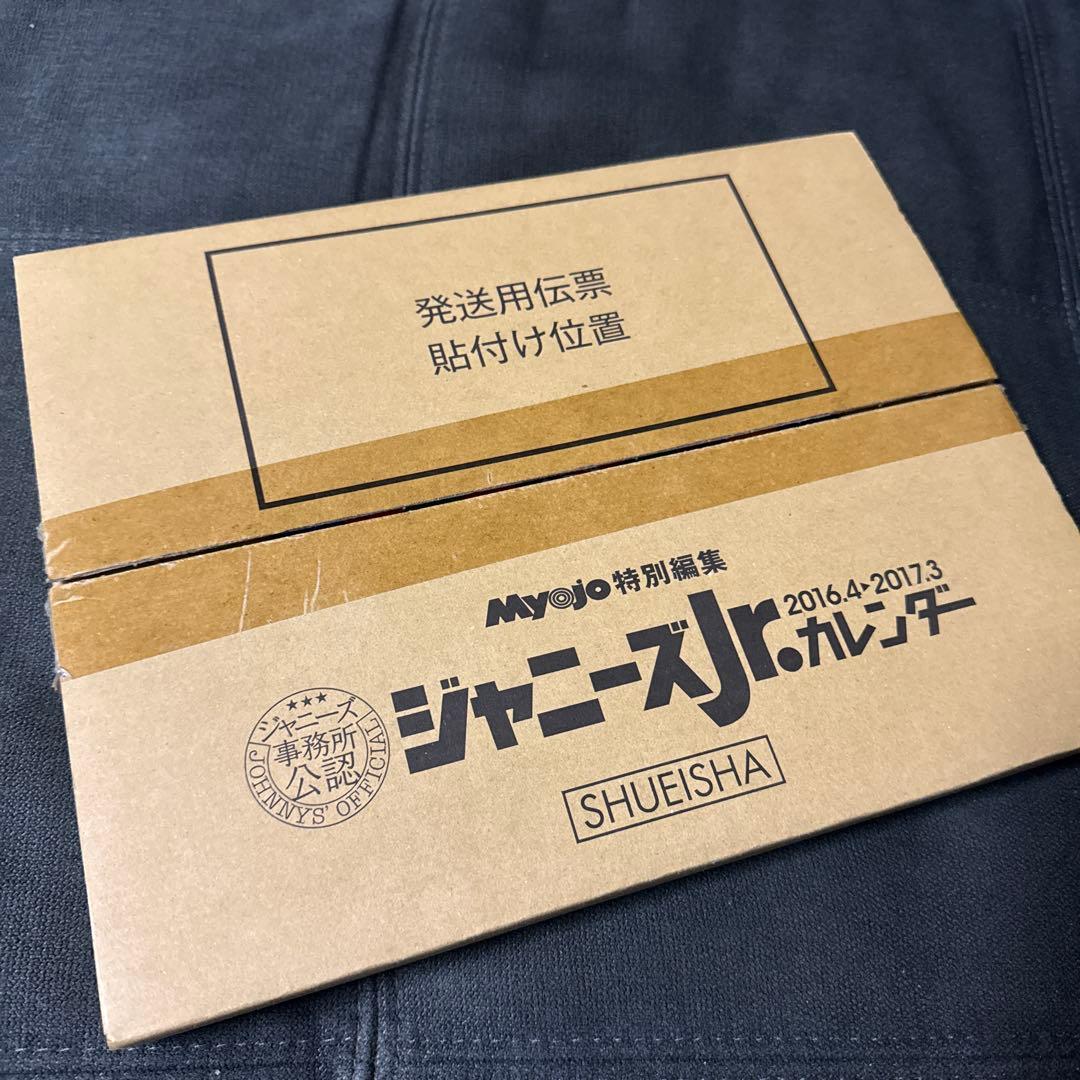 発送用伝票
貼付け位置
Myojo特別編集
ジャニーズJr.
2016.4▸2017.3
カレンダー
★★★
ジャニーズ
事務所
公認
JOHNNYS' OFFICIAL
SHUEISHA